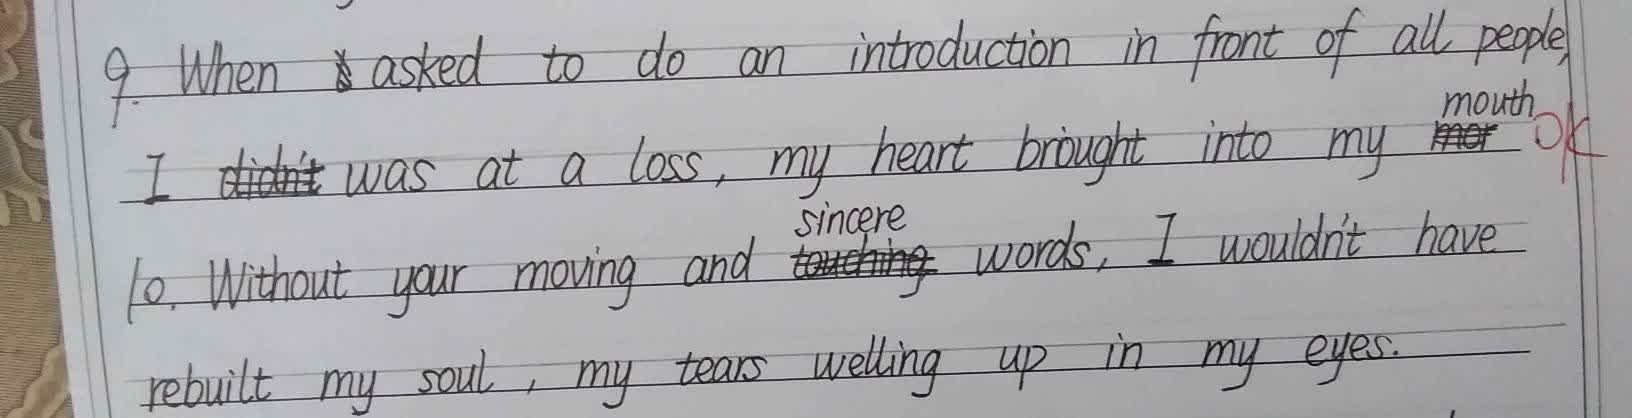 9. When asked to do an introduction in front of all people,
I didn't was at a loss, my heart brought into my mouth OK
10. Without your moving and touching sincere words, I wouldn't have
rebuilt my soul, my tears welling up in my eyes.